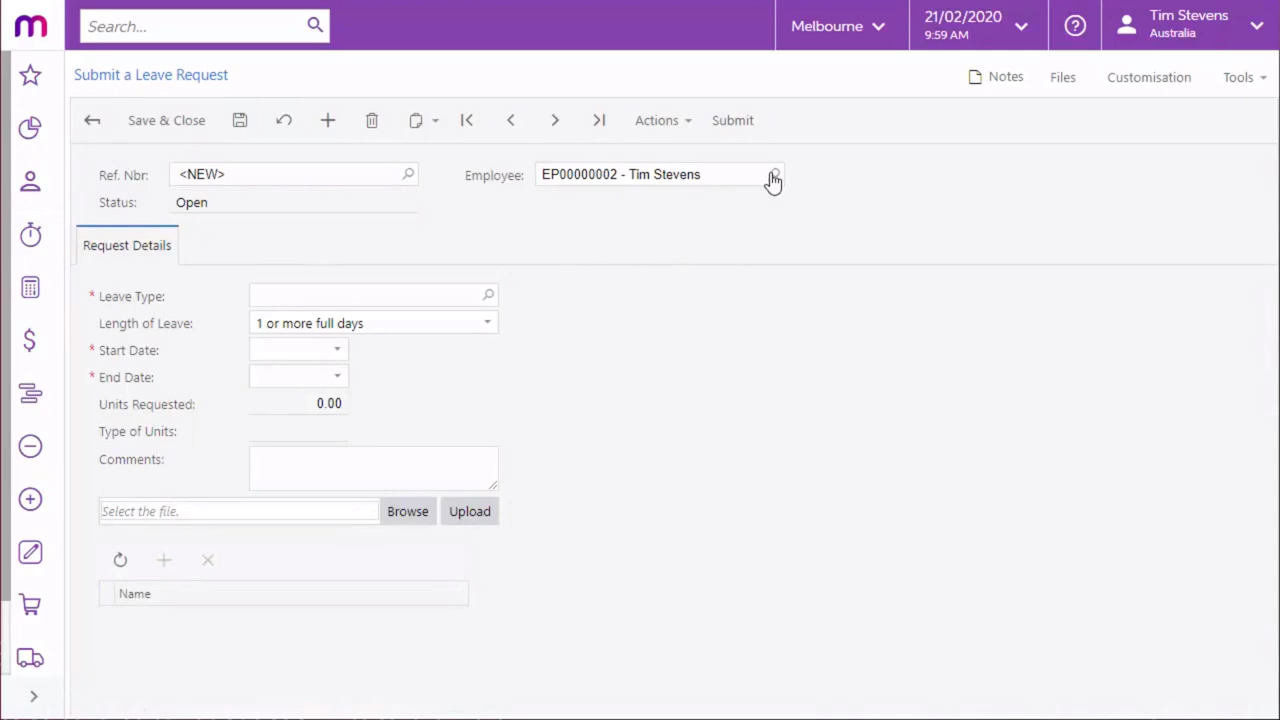 Search...
Melbourne
21/02/2020
9:59 AM
Tim Stevens
Australia
Submit a Leave Request
Notes
Files
Customisation
Tools
Save & Close
Actions
Submit
Ref. Nbr: <NEW>
Employee: EP00000002 - Tim Stevens
Status: Open
Request Details
* Leave Type:
Length of Leave: 1 or more full days
* Start Date:
* End Date:
Units Requested: 0.00
Type of Units:
Comments:
Select the file. Browse Upload
Name